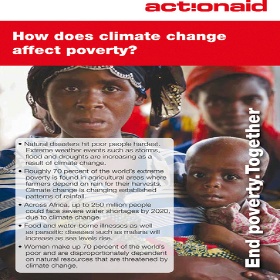 act!onaid
How does climate change
affect poverty?
• Natural disasters hit poor people hardest.
Extreme weather events such as storms,
flood and droughts are increasing as a
result of climate change.
• Roughly 70 percent of the world's extreme
poverty is found in agricultural areas where
farmers depend on rain for their harvests.
Climate change is changing established
patterns of rainfall.
• Across Africa, up to 250 million people
could face severe water shortages by 2020,
due to climate change.
• Food and water-borne illnesses as well
as parasitic diseases such as malaria will
increase as sea levels rise.
• Women make up 70 percent of the world's
poor and are disproportionately dependent
on natural resources that are threatened by
climate change.
End poverty. Together.